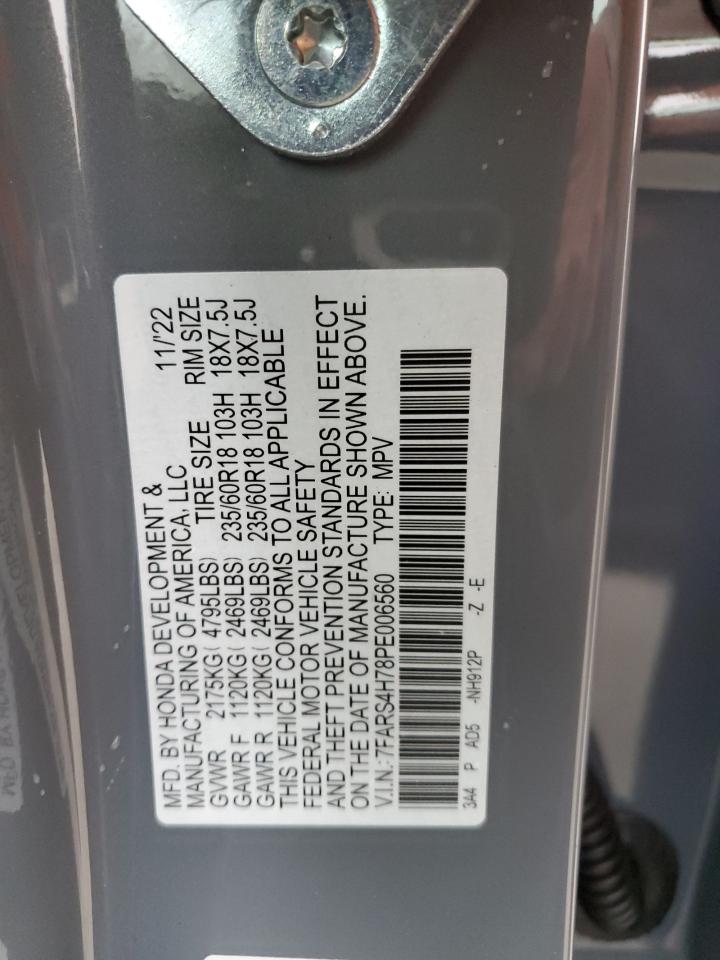 MFD. BY HONDA DEVELOPMENT & 11/'22
MANUFACTURING OF AMERICA, LLC
TIRE SIZE RIM SIZE
GVWR 2175KG( 4795LBS)
GAWR F 1120KG( 2469LBS) 235/60R18 103H 18X7.5J
GAWR R 1120KG( 2469LBS) 235/60R18 103H 18X7.5J
THIS VEHICLE CONFORMS TO ALL APPLICABLE
FEDERAL MOTOR VEHICLE SAFETY
AND THEFT PREVENTION STANDARDS IN EFFECT
ON THE DATE OF MANUFACTURE SHOWN ABOVE.
V.I.N.: 7FARS4H78PE006560 TYPE: MPV
3A4 P AD5 -NH912P -Z -E